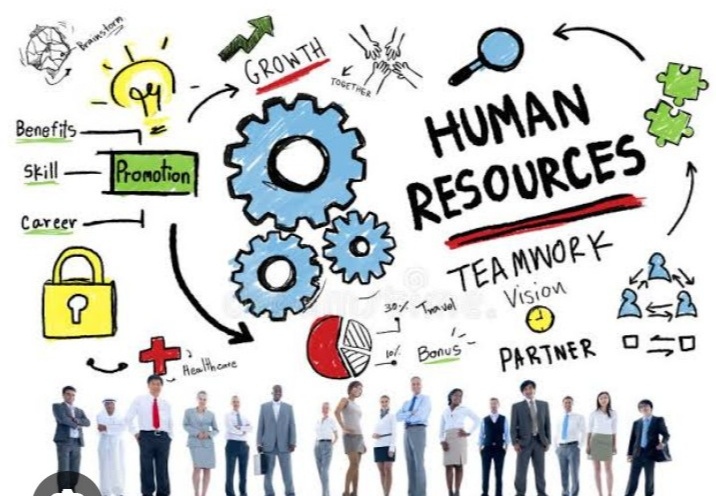 Brainstorm
GROWTH
TOGETHER
HUMAN
RESOURCES
Benefits
Skill
Promotion
Career
TEAMWORK
Vision
30% Travel
10%
Bonus
PARTNER
Healthcare